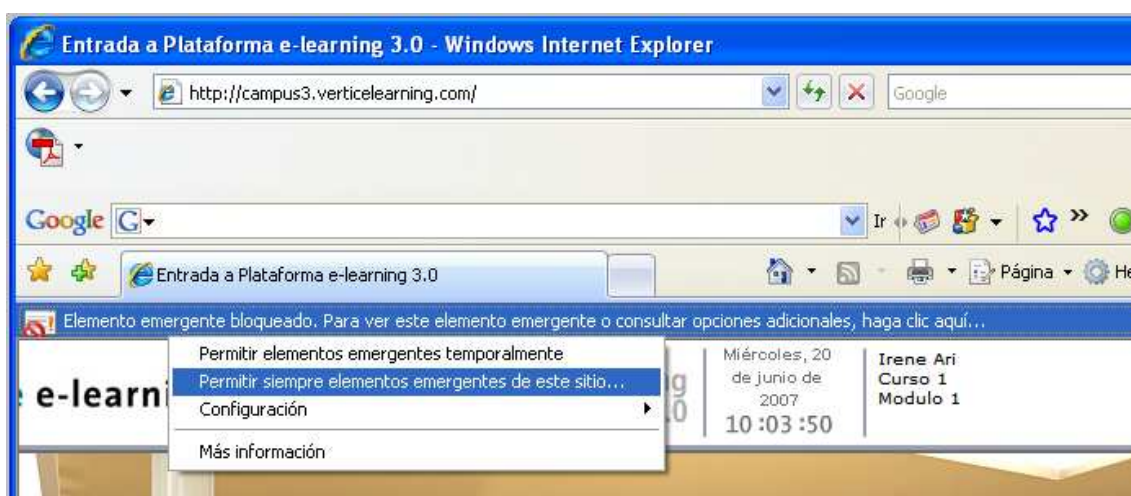 Entrada a Plataforma e-learning 3.0 - Windows Internet Explorer
http://campus3.verticelearning.com/
Google
Google G Ir »
Entrada a Plataforma e-learning 3.0
Página
Elemento emergente bloqueado. Para ver este elemento emergente o consultar opciones adicionales, haga clic aquí...
Permitir elementos emergentes temporalmente
Permitir siempre elementos emergentes de este sitio...
Configuración
Más información
e e-learni
Miércoles, 20
de junio de
2007
10:03:50
Irene Ari
Curso 1
Modulo 1